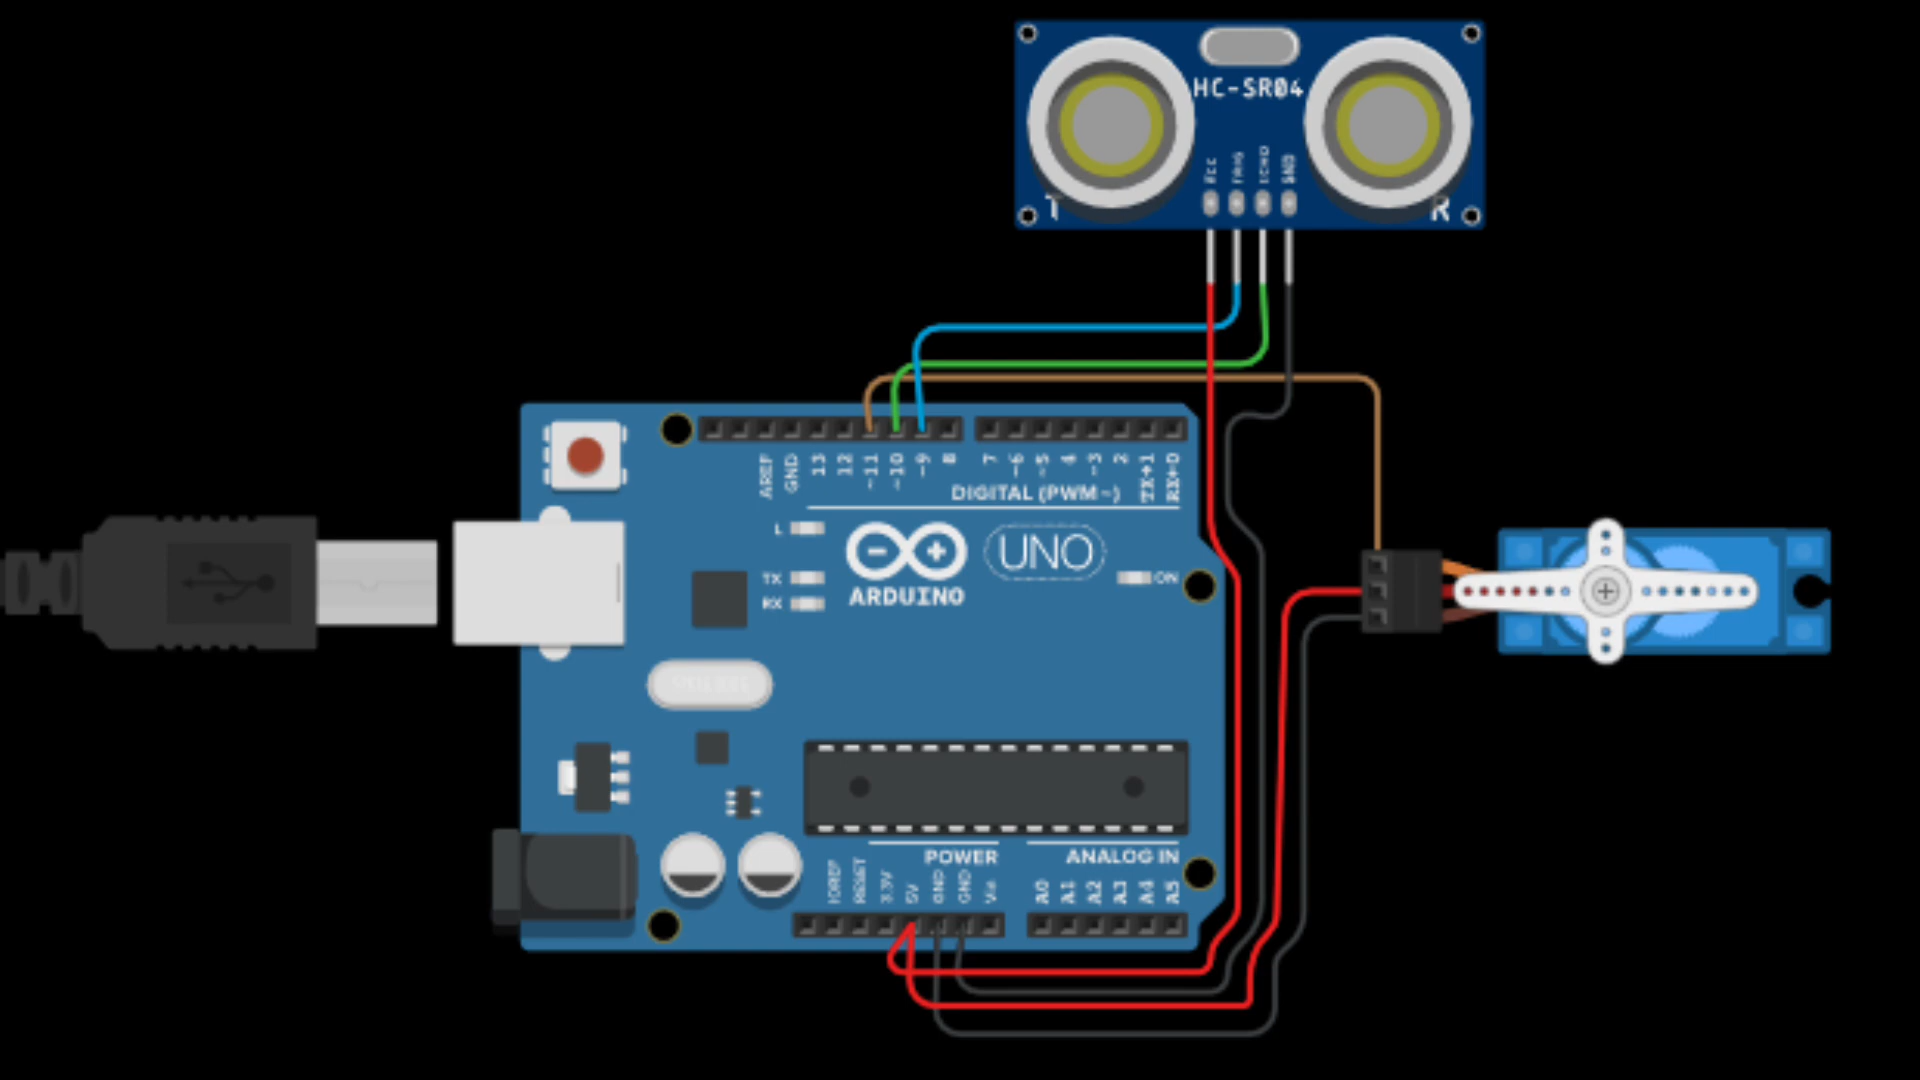 HC-SR04
VCC TRIG ECHO GND
T R
AREF GND 13 12 ~11 ~10 ~9 8 7 ~6 ~5 4 ~3 2 TX→1 RX←0
DIGITAL (PWM~)
L
UNO
TX
RX
ON
ARDUINO
POWER ANALOG IN
IOREF RESET 3.3V 5V GND GND Vin A0 A1 A2 A3 A4 A5